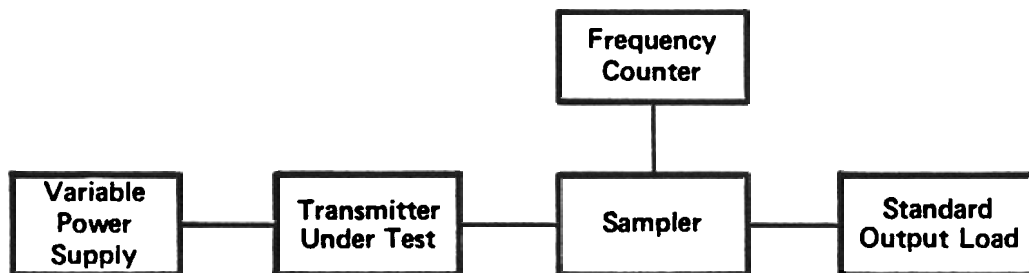 Frequency
Counter
Variable
Power
Supply
Transmitter
Under Test
Sampler
Standard
Output Load